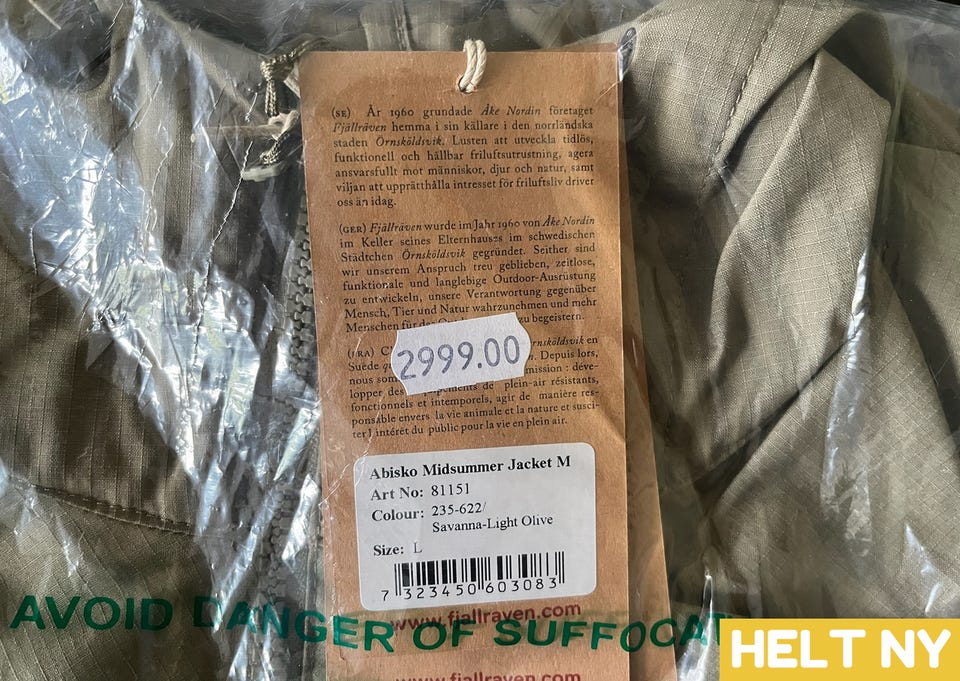 (SE) År 1960 grundade Åke Nordin företaget
Fjällräven hemma i sin källare i den norrländska
staden Örnsköldsvik. Lusten att utveckla tidlös,
funktionell och hållbar friluftsutrustning, agera
ansvarsfullt mot människor, djur och natur, samt
viljan att upprätthålla intresset för friluftsliv driver
oss än idag.
(GER) Fjällräven wurde im Jahr 1960 von Åke Nordin
im Keller seines Elternhauses im schwedischen
Städtchen Örnsköldsvik gegründet. Seither sind
wir unserem Anspruch treu geblieben, zeitlose,
funktionale und langlebige Outdoor-Ausrüstung
zu entwickeln, unsere Verantwortung gegenüber
Mensch, Tier und Natur wahrzunehmen und mehr
Menschen für zu begeistern.
2999.00
(FRA) Örnsköldsvik en
Suède Depuis lors,
nous mission : déve-
lopper des de plein-air résistants,
fonctionnels et intemporels, agir de manière res-
ponsable envers la vie animale et la nature et susci-
ter l'intérêt du public pour la vie en plein air.
Abisko Midsummer Jacket M
Art No: 81151
Colour: 235-622/
Savanna-Light Olive
Size: L
7 323450 603083
www.fjallraven.com
AVOID DANGER OF SUFFOCAT
www.fjallraven.com
HELT NY